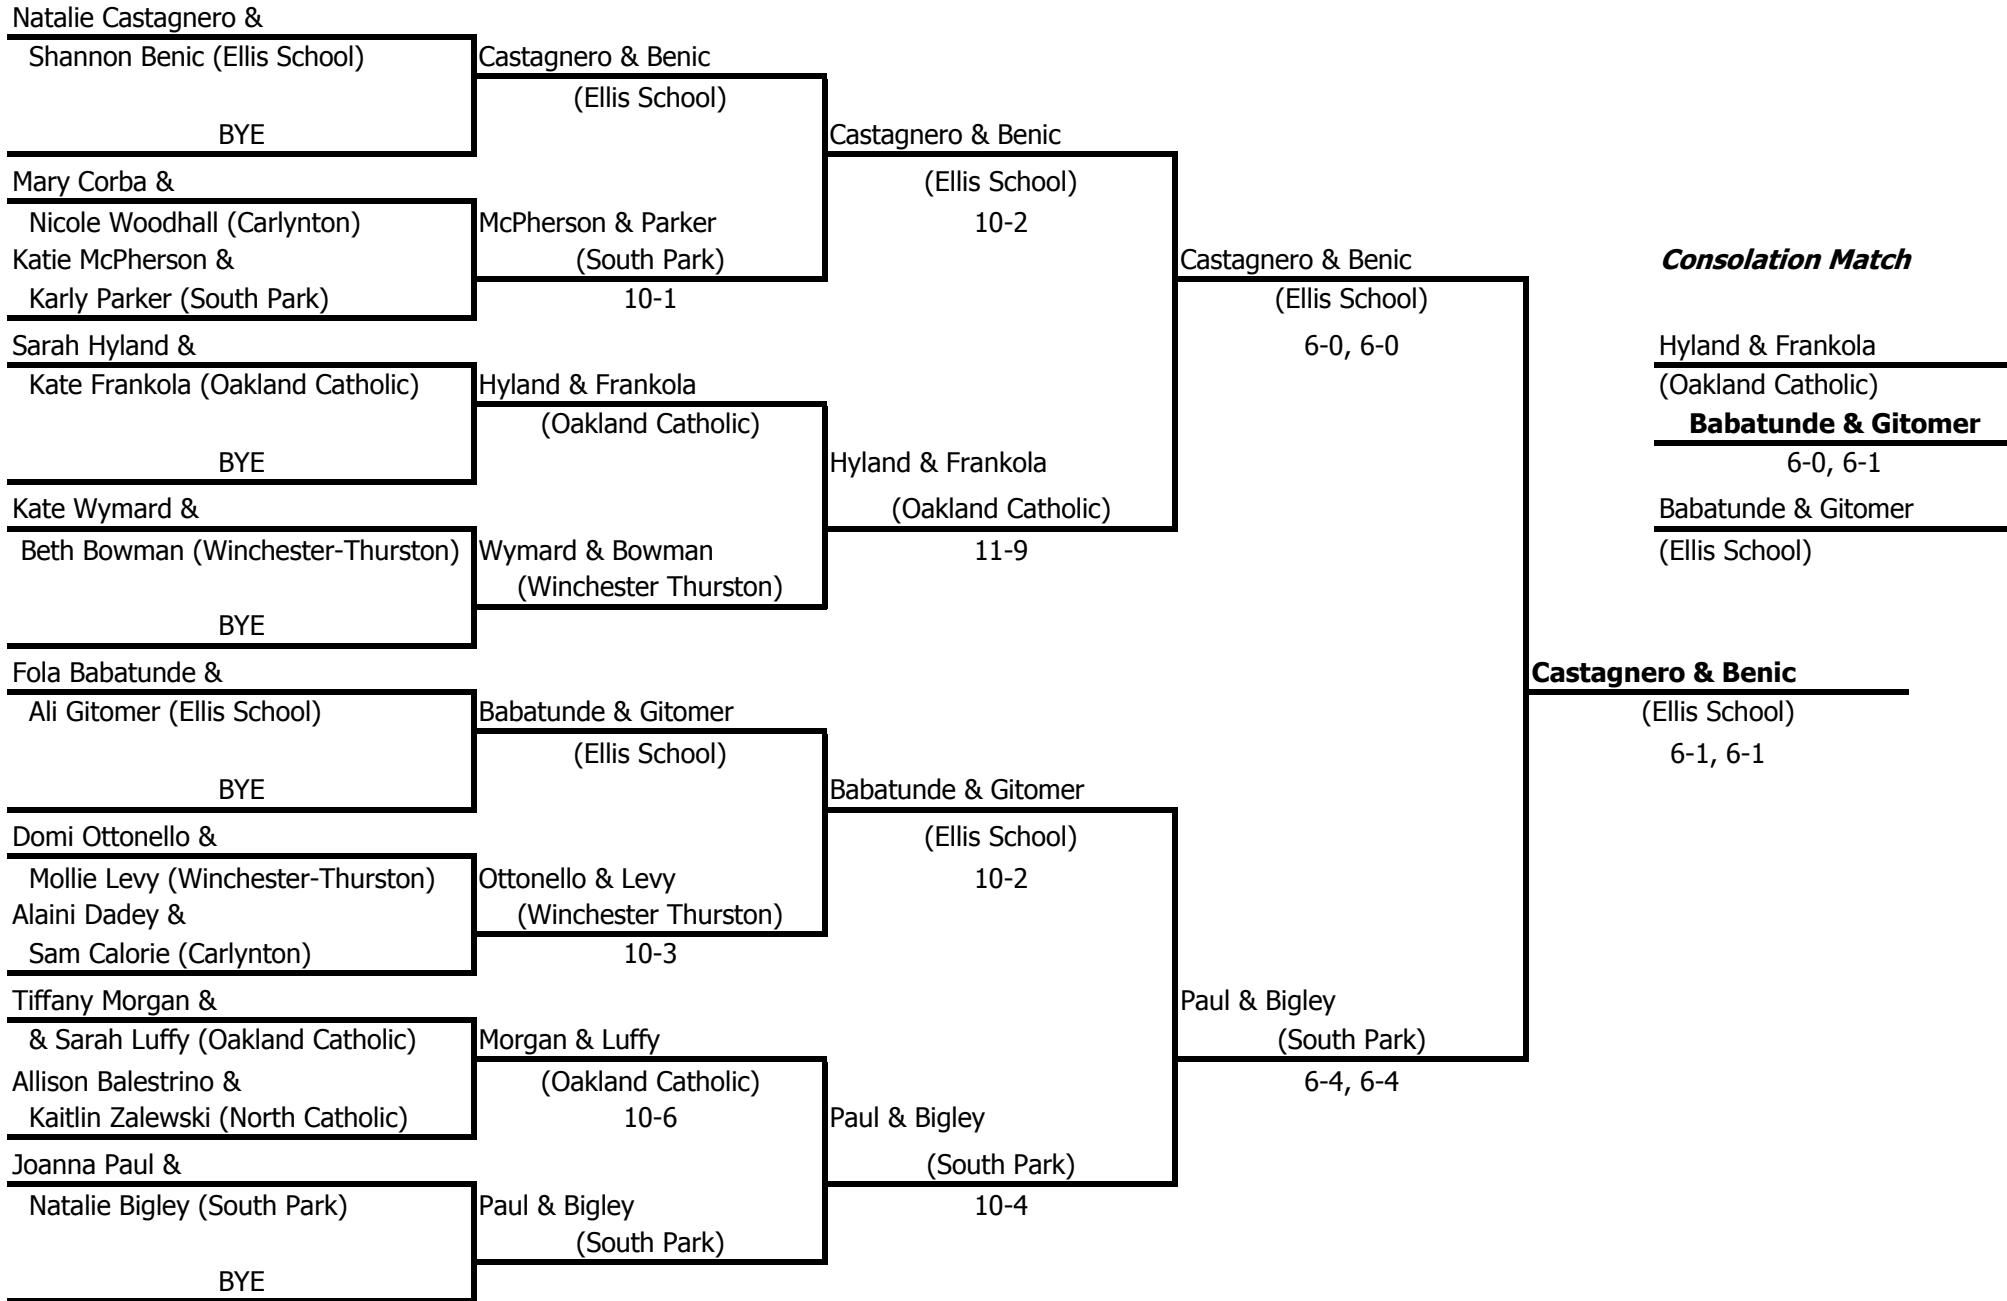 Natalie Castagnero &
Shannon Benic (Ellis School)
BYE
Mary Corba &
Nicole Woodhall (Carlynton)
Katie McPherson &
Karly Parker (South Park)
Sarah Hyland &
Kate Frankola (Oakland Catholic)
BYE
Kate Wymard &
Beth Bowman (Winchester-Thurston)
BYE
Fola Babatunde &
Ali Gitomer (Ellis School)
BYE
Domi Ottonello &
Mollie Levy (Winchester-Thurston)
Alaini Dadey &
Sam Calorie (Carlynton)
Tiffany Morgan &
& Sarah Luffy (Oakland Catholic)
Allison Balestrino &
Kaitlin Zalewski (North Catholic)
Joanna Paul &
Natalie Bigley (South Park)
BYE
Castagnero & Benic
(Ellis School)
McPherson & Parker
(South Park)
10-1
Hyland & Frankola
(Oakland Catholic)
Wymard & Bowman
(Winchester Thurston)
Babatunde & Gitomer
(Ellis School)
Ottonello & Levy
(Winchester Thurston)
10-3
Morgan & Luffy
(Oakland Catholic)
10-6
Paul & Bigley
(South Park)
Castagnero & Benic
(Ellis School)
10-2
Hyland & Frankola
(Oakland Catholic)
11-9
Babatunde & Gitomer
(Ellis School)
10-2
Paul & Bigley
(South Park)
10-4
Castagnero & Benic
(Ellis School)
6-0, 6-0
Paul & Bigley
(South Park)
6-4, 6-4
Castagnero & Benic
(Ellis School)
6-1, 6-1
Consolation Match
Hyland & Frankola
(Oakland Catholic)
Babatunde & Gitomer
6-0, 6-1
Babatunde & Gitomer
(Ellis School)